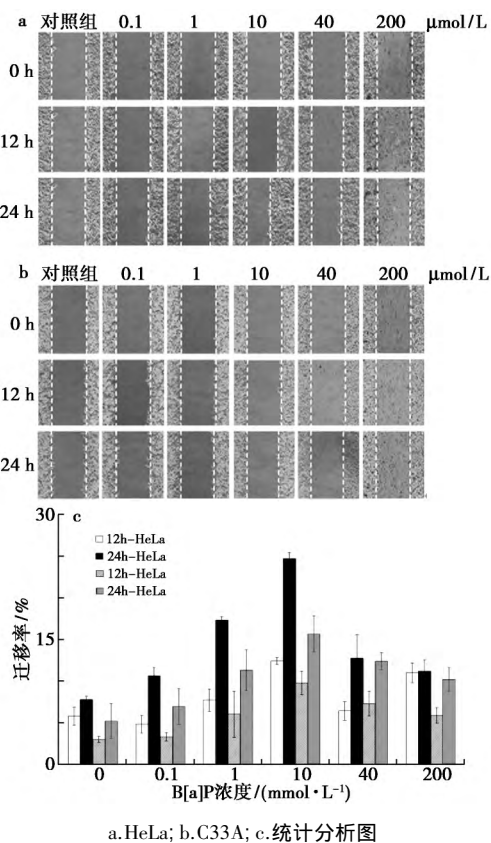 a 对照组 0.1 1 10 40 200 μmol/L
0 h
12 h
24 h
b 对照组 0.1 1 10 40 200 μmol/L
0 h
12 h
24 h
30
c
12h-HeLa
24h-HeLa
12h-HeLa
24h-HeLa
15
迁移率/%
0
0 0.1 1 10 40 200
B[a]P浓度/(mmol·L⁻¹)
a.HeLa; b.C33A; c.统计分析图